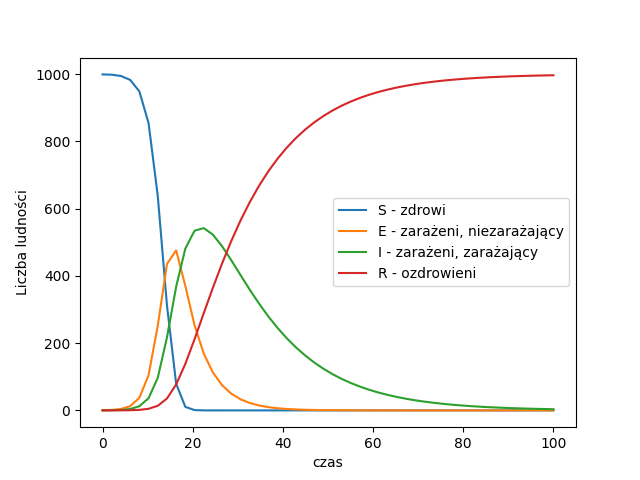 1000
800
600
400
200
0
Liczba ludności
S - zdrowi
E - zarażeni, niezarażający
I - zarażeni, zarażający
R - ozdrowieni
0 20 40 60 80 100
czas